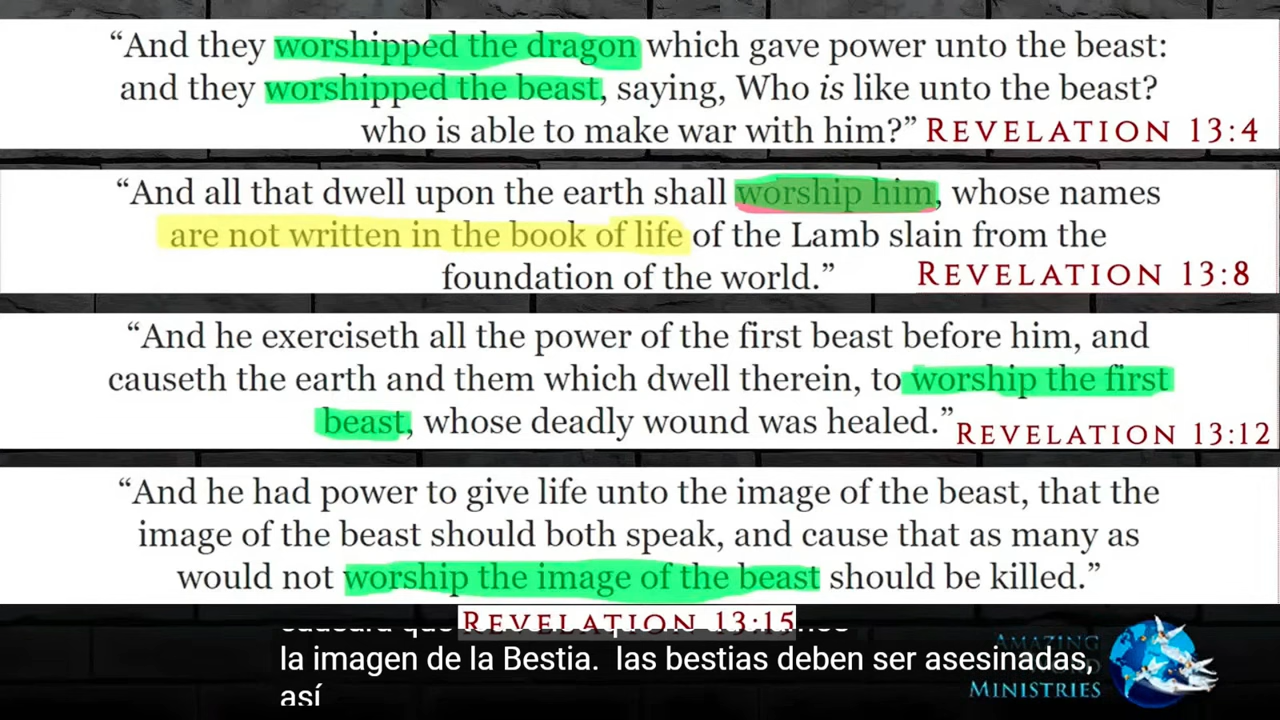 “And they worshipped the dragon which gave power unto the beast:
and they worshipped the beast, saying, Who is like unto the beast?
who is able to make war with him?” REVELATION 13:4
“And all that dwell upon the earth shall worship him, whose names
are not written in the book of life of the Lamb slain from the
foundation of the world.” REVELATION 13:8
“And he exerciseth all the power of the first beast before him, and
causeth the earth and them which dwell therein, to worship the first
beast, whose deadly wound was healed.” REVELATION 13:12
“And he had power to give life unto the image of the beast, that the
image of the beast should both speak, and cause that as many as
would not worship the image of the beast should be killed.”
REVELATION 13:15
la imagen de la Bestia. las bestias deben ser asesinadas,
así
AMAZING
MINISTRIES